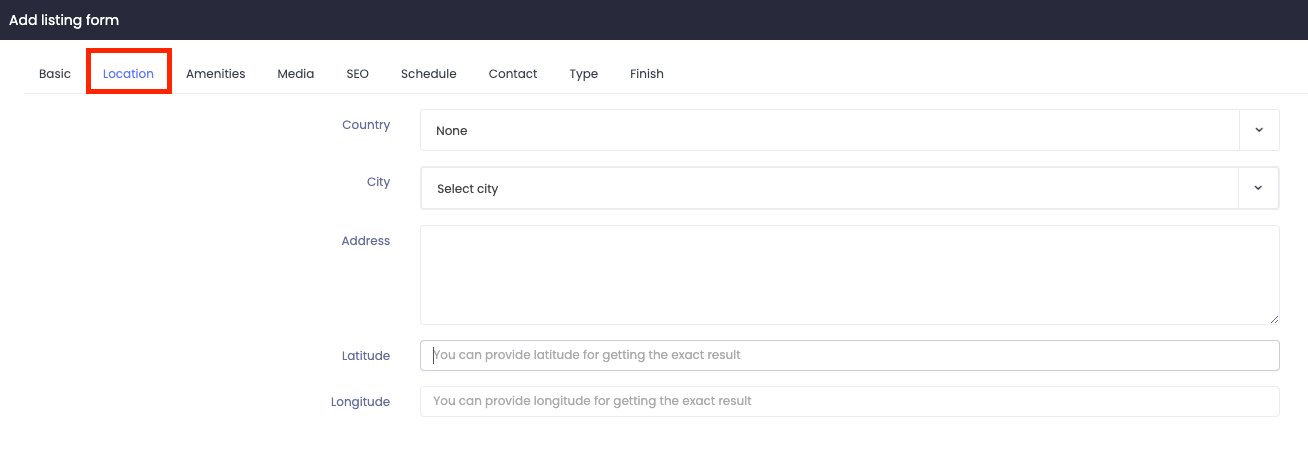 Add listing form
Basic Location Amenities Media SEO Schedule Contact Type Finish
Country None
City Select city
Address
Latitude You can provide latitude for getting the exact result
Longitude You can provide longitude for getting the exact result